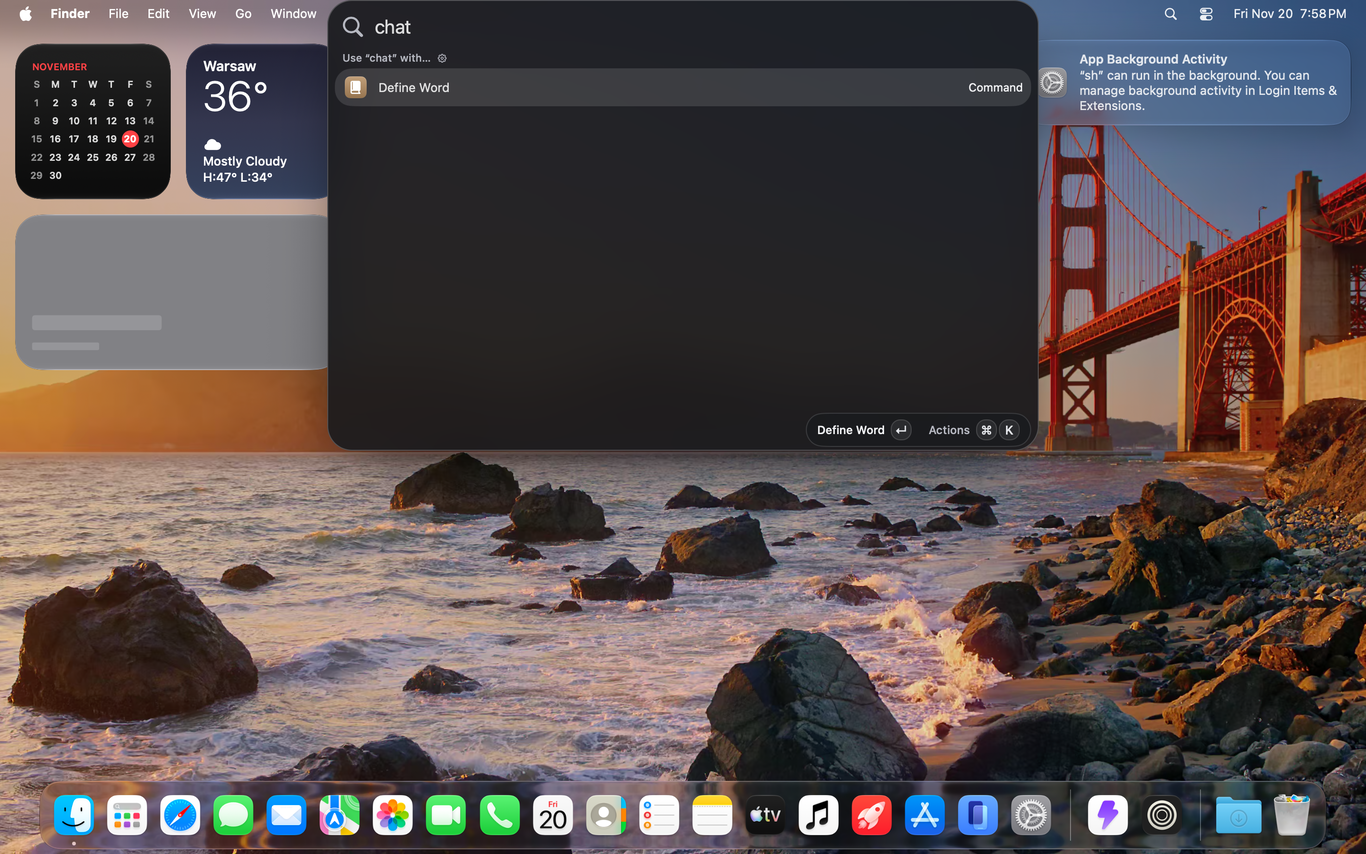 Finder File Edit View Go Window
Fri Nov 20 7:58 PM
chat
Use “chat” with...
Define Word Command
Define Word ↵ Actions ⌘ K
App Background Activity
“sh” can run in the background. You can
manage background activity in Login Items &
Extensions.
NOVEMBER
S M T W T F S
1 2 3 4 5 6 7
8 9 10 11 12 13 14
15 16 17 18 19 20 21
22 23 24 25 26 27 28
29 30
Warsaw
36°
Mostly Cloudy
H:47° L:34°
Fri
20
tv